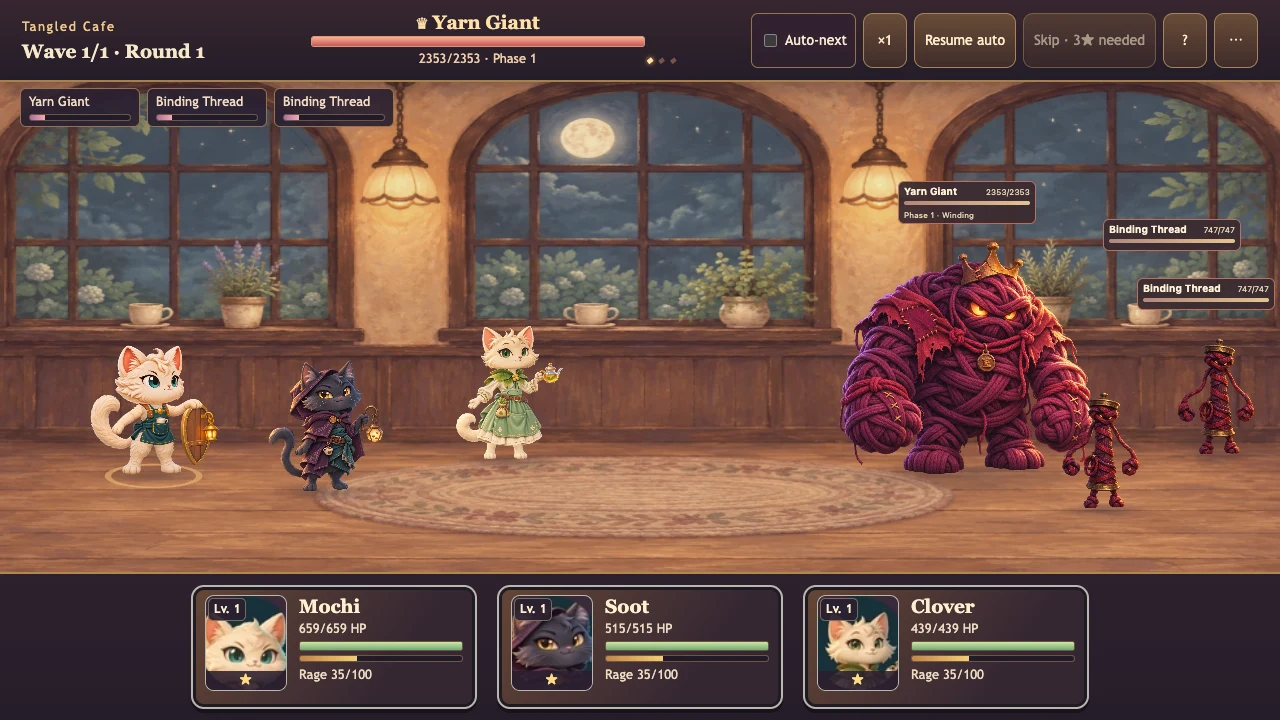 Tangled Cafe
Wave 1/1 · Round 1
♛ Yarn Giant
2353/2353 · Phase 1
Auto-next
×1
Resume auto
Skip · 3★ needed
?
···
Yarn Giant
Binding Thread
Binding Thread
Yarn Giant 2353/2353
Phase 1 · Winding
Binding Thread 747/747
Binding Thread 747/747
Lv. 1
Mochi
659/659 HP
Rage 35/100
Lv. 1
Soot
515/515 HP
Rage 35/100
Lv. 1
Clover
439/439 HP
Rage 35/100